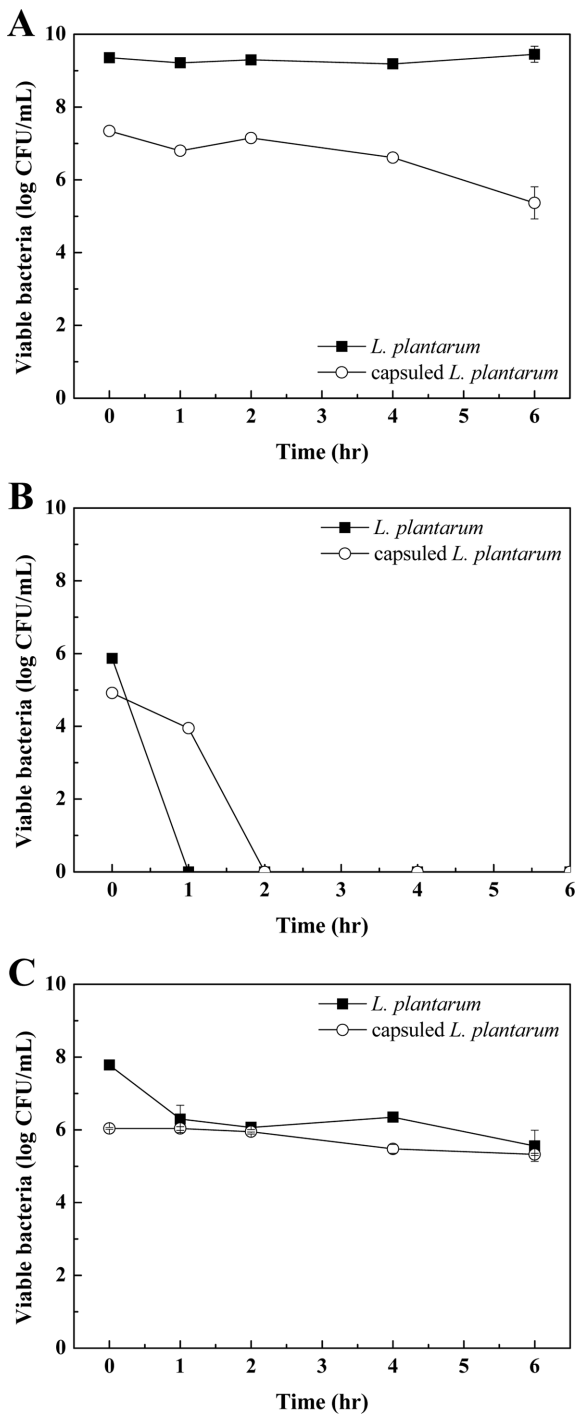 A
10
8
6
4
2
0
Viable bacteria (log CFU/mL)
L. plantarum
capsuled L. plantarum
0 1 2 3 4 5 6
Time (hr)
B
10
8
6
4
2
0
Viable bacteria (log CFU/mL)
L. plantarum
capsuled L. plantarum
0 1 2 3 4 5 6
Time (hr)
C
10
8
6
4
2
0
Viable bacteria (log CFU/mL)
L. plantarum
capsuled L. plantarum
0 1 2 3 4 5 6
Time (hr)